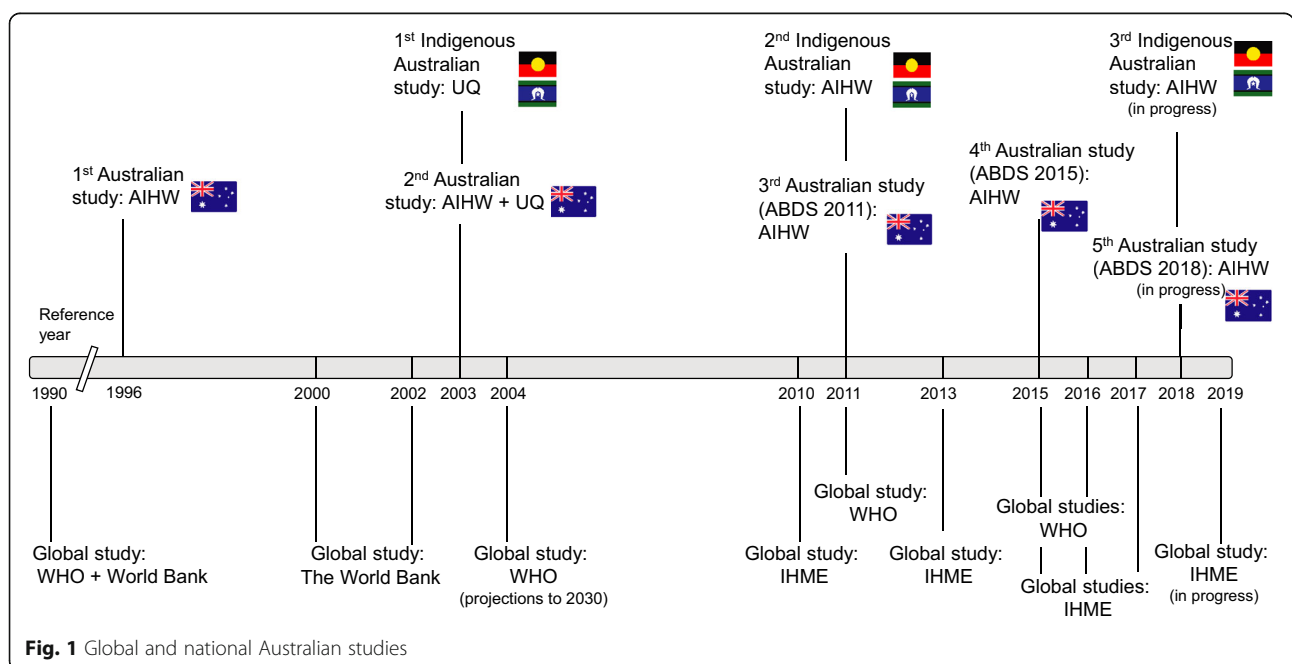 1st Indigenous
Australian
study: UQ
2nd Indigenous
Australian
study: AIHW
3rd Indigenous
Australian
study: AIHW
(in progress)
1st Australian
study: AIHW
2nd Australian
study: AIHW + UQ
3rd Australian study
(ABDS 2011):
AIHW
4th Australian study
(ABDS 2015):
AIHW
5th Australian study
(ABDS 2018): AIHW
(in progress)
Reference
year
1990 1996 2000 2002 2003 2004 2010 2011 2013 2015 2016 2017 2018 2019
Global study:
WHO + World Bank
Global study:
The World Bank
Global study:
WHO
(projections to 2030)
Global study:
IHME
Global study:
WHO
Global study:
IHME
Global studies:
WHO
Global studies:
IHME
Global study:
IHME
(in progress)
Fig. 1 Global and national Australian studies